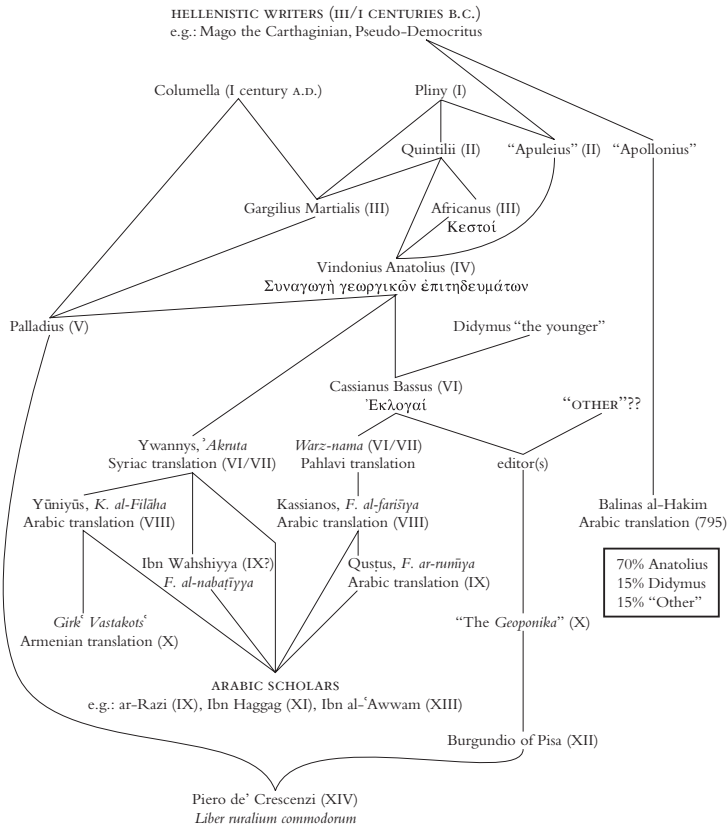 HELLENISTIC WRITERS (III/I CENTURIES B.C.)
e.g.: Mago the Carthaginian, Pseudo-Democritus
Columella (I century A.D.)
Pliny (I)
Quintilii (II)
“Apuleius” (II)
“Apollonius”
Gargilius Martialis (III)
Africanus (III)
Κεστοί
Vindonius Anatolius (IV)
Συναγωγὴ γεωργικῶν ἐπιτηδευμάτων
Palladius (V)
Didymus “the younger”
Cassianus Bassus (VI)
Ἐκλογαί
“OTHER”??
Ywannys, ʾAkruta
Syriac translation (VI/VII)
Warz-nama (VI/VII)
Pahlavi translation
editor(s)
Yūniyūs, K. al-Filāha
Arabic translation (VIII)
Kassianos, F. al-farišīya
Arabic translation (VIII)
Balinas al-Hakim
Arabic translation (795)
Ibn Wahshiyya (IX?)
F. al-nabaṭīyya
Qusṭus, F. ar-rumīya
Arabic translation (IX)
70% Anatolius
15% Didymus
15% “Other”
Girkʿ Vastakotsʿ
Armenian translation (X)
“The Geoponika” (X)
ARABIC SCHOLARS
e.g.: ar-Razi (IX), Ibn Haggag (XI), Ibn al-ʿAwwam (XIII)
Burgundio of Pisa (XII)
Piero de’ Crescenzi (XIV)
Liber ruralium commodorum